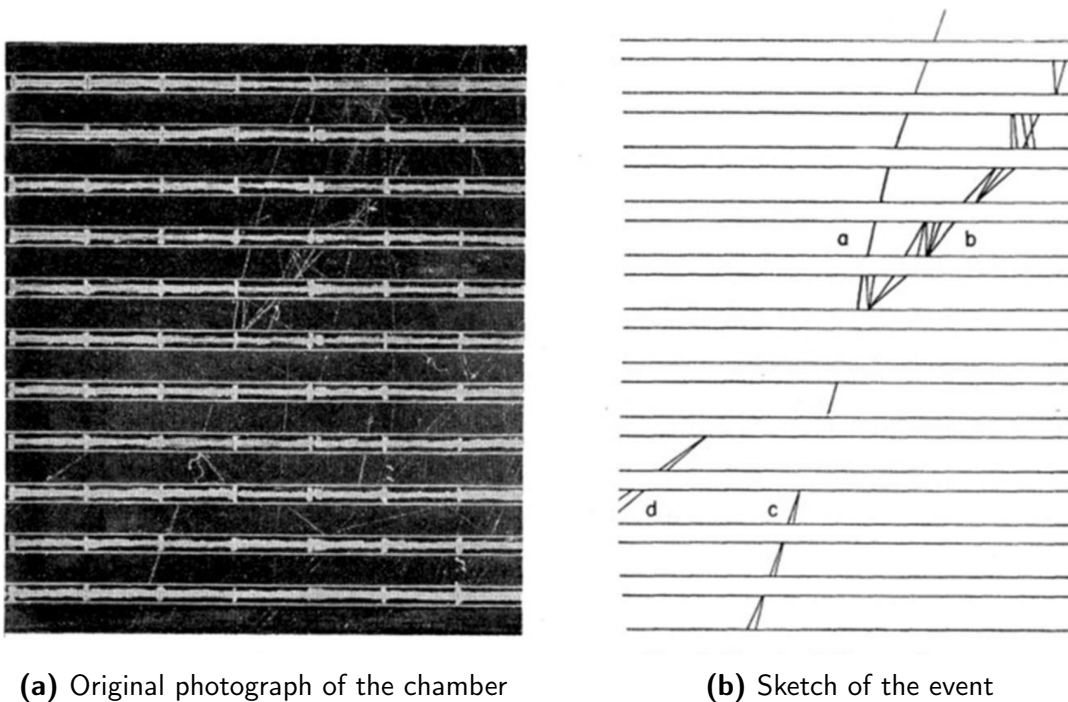 a
b
d
c
(a) Original photograph of the chamber
(b) Sketch of the event